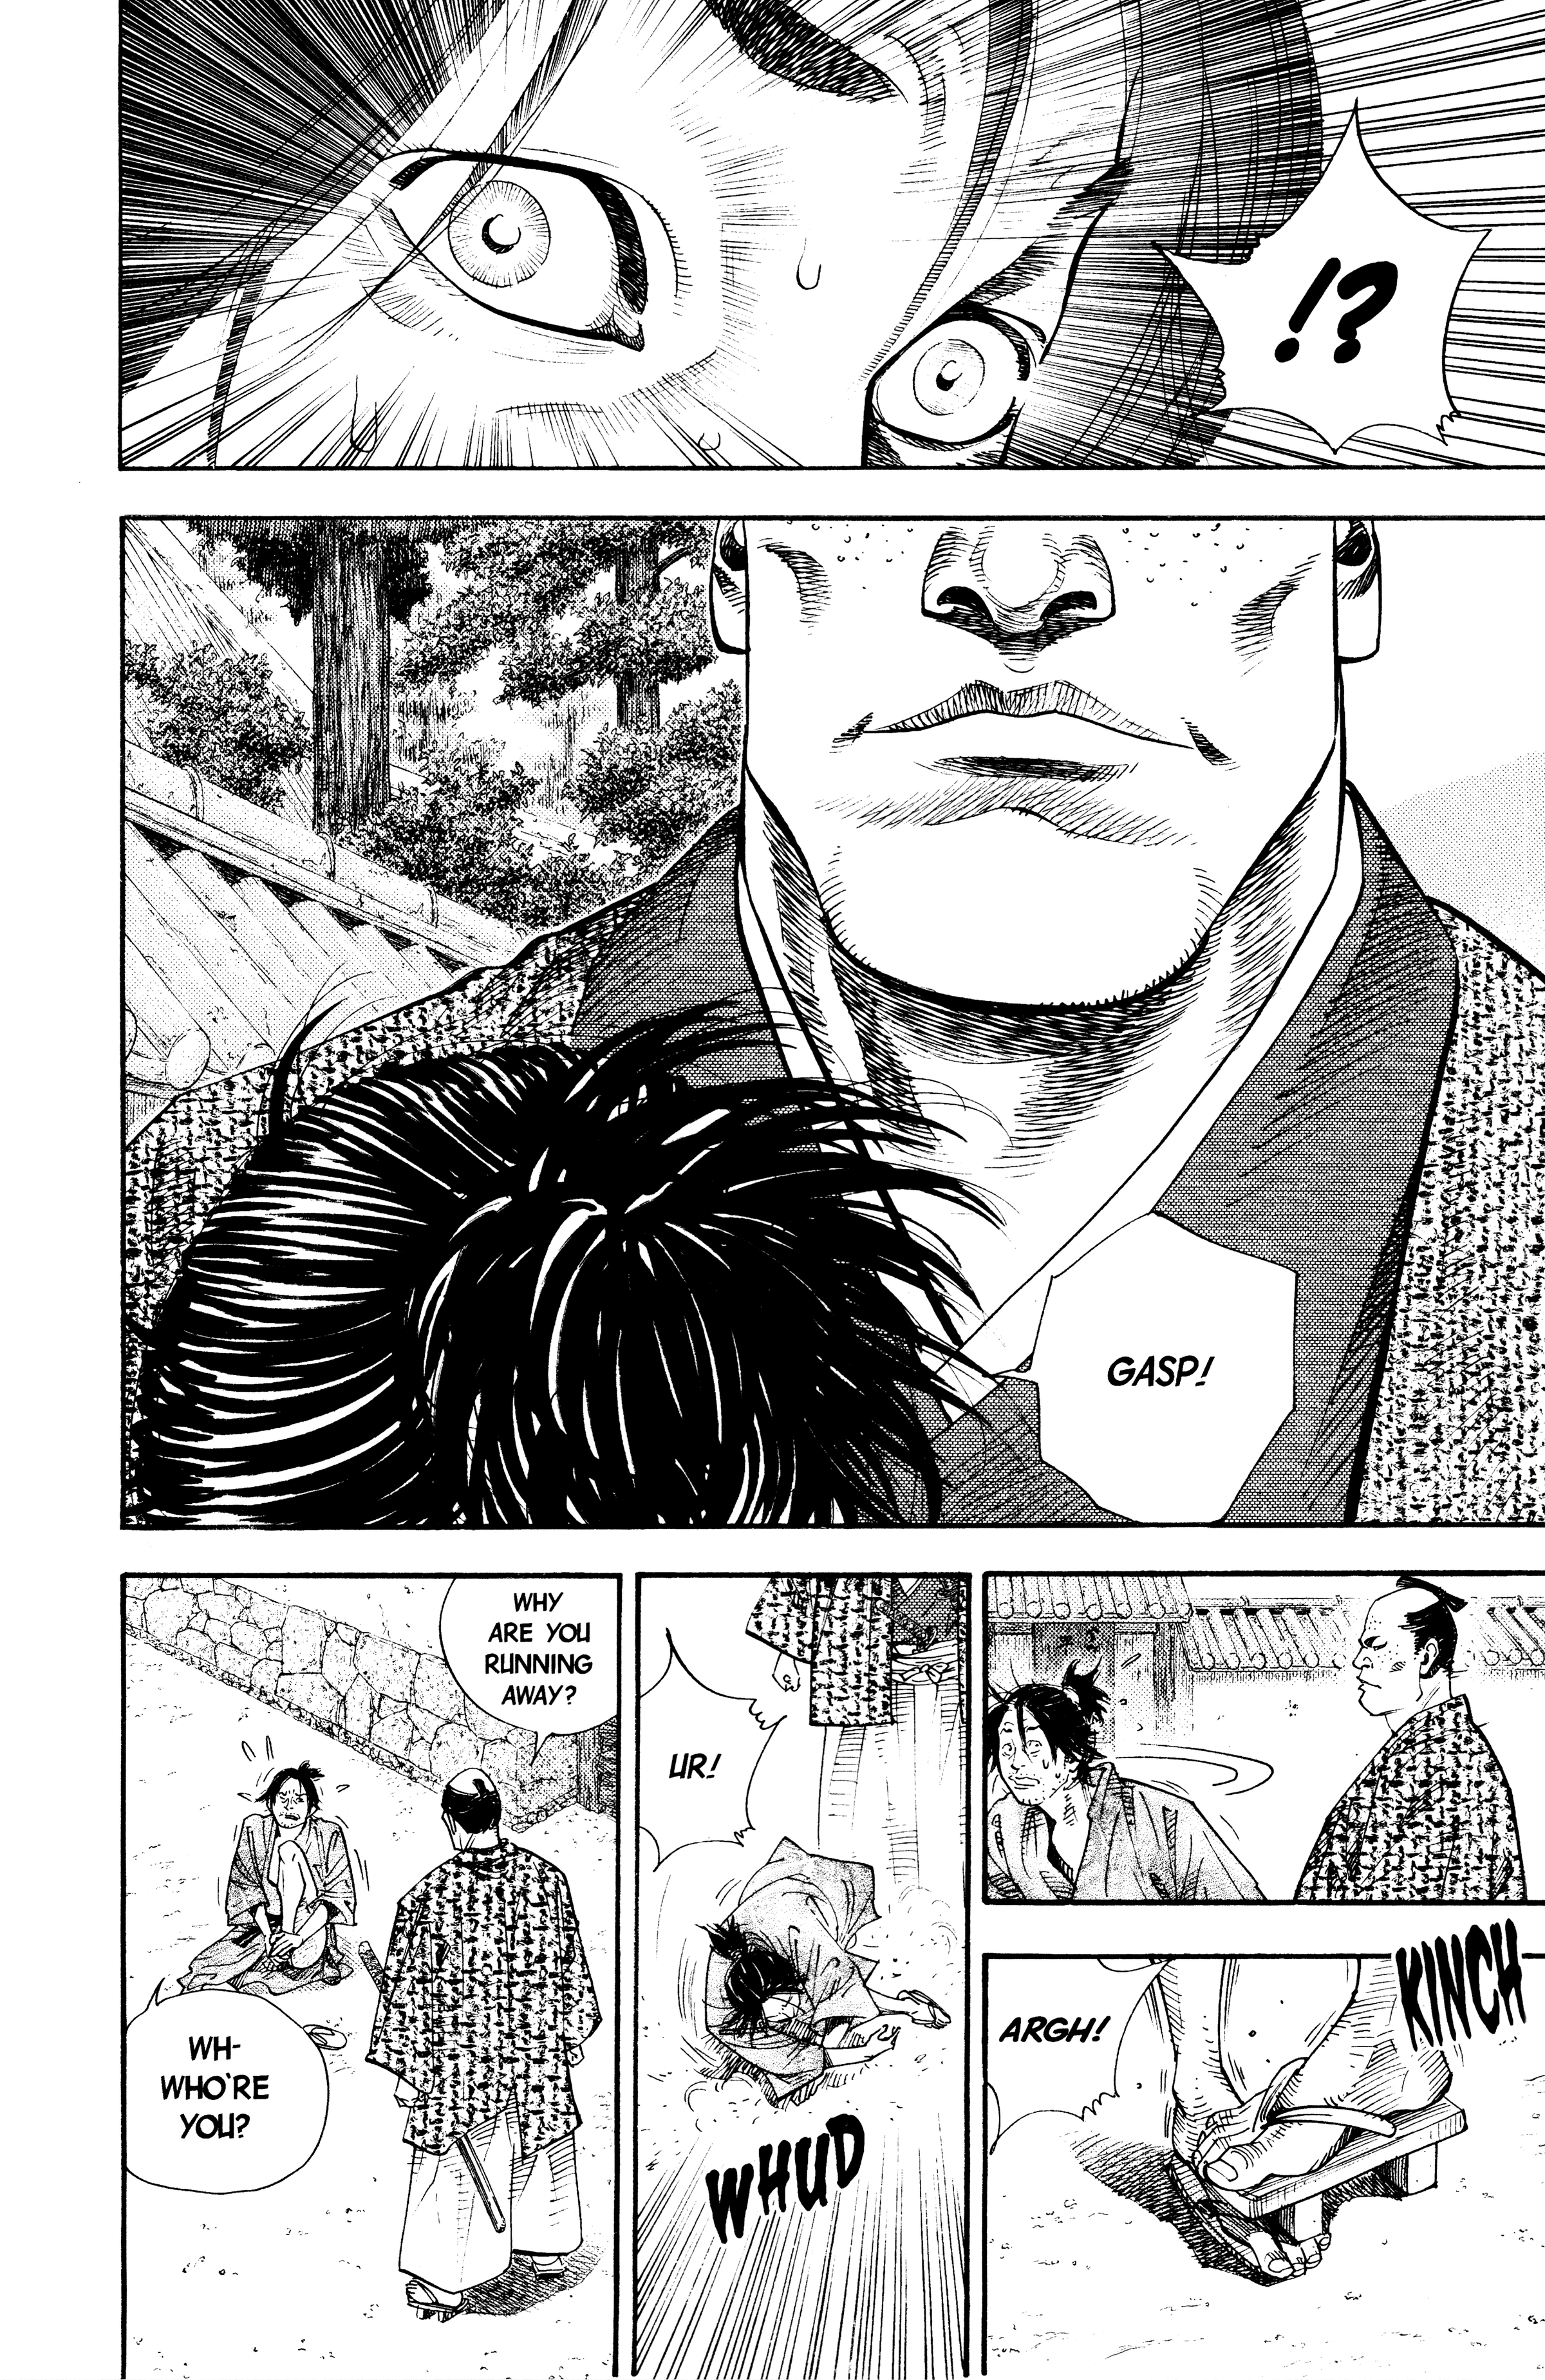 !?
GASP!
KINCH
ARGH!
UR!
WHUD
WHY
ARE YOU
RUNNING
AWAY?
WH-
WHO'RE
YOU?